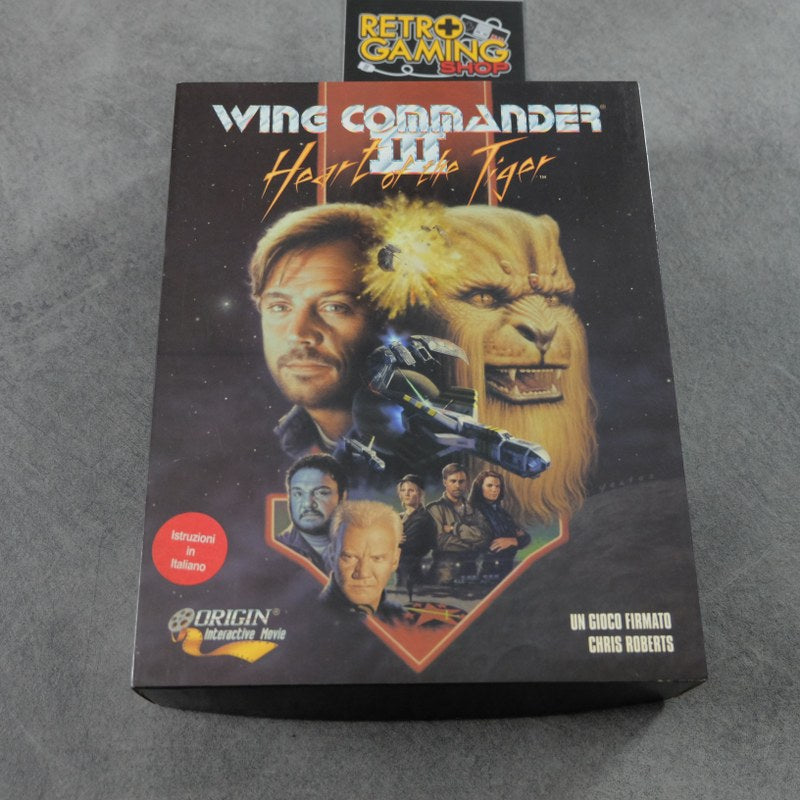 RETRO
GAMING
SHOP
WING COMMANDER®
III
Heart of the Tiger™
Istruzioni
in
Italiano
ORIGIN®
Interactive Movie
UN GIOCO FIRMATO
CHRIS ROBERTS